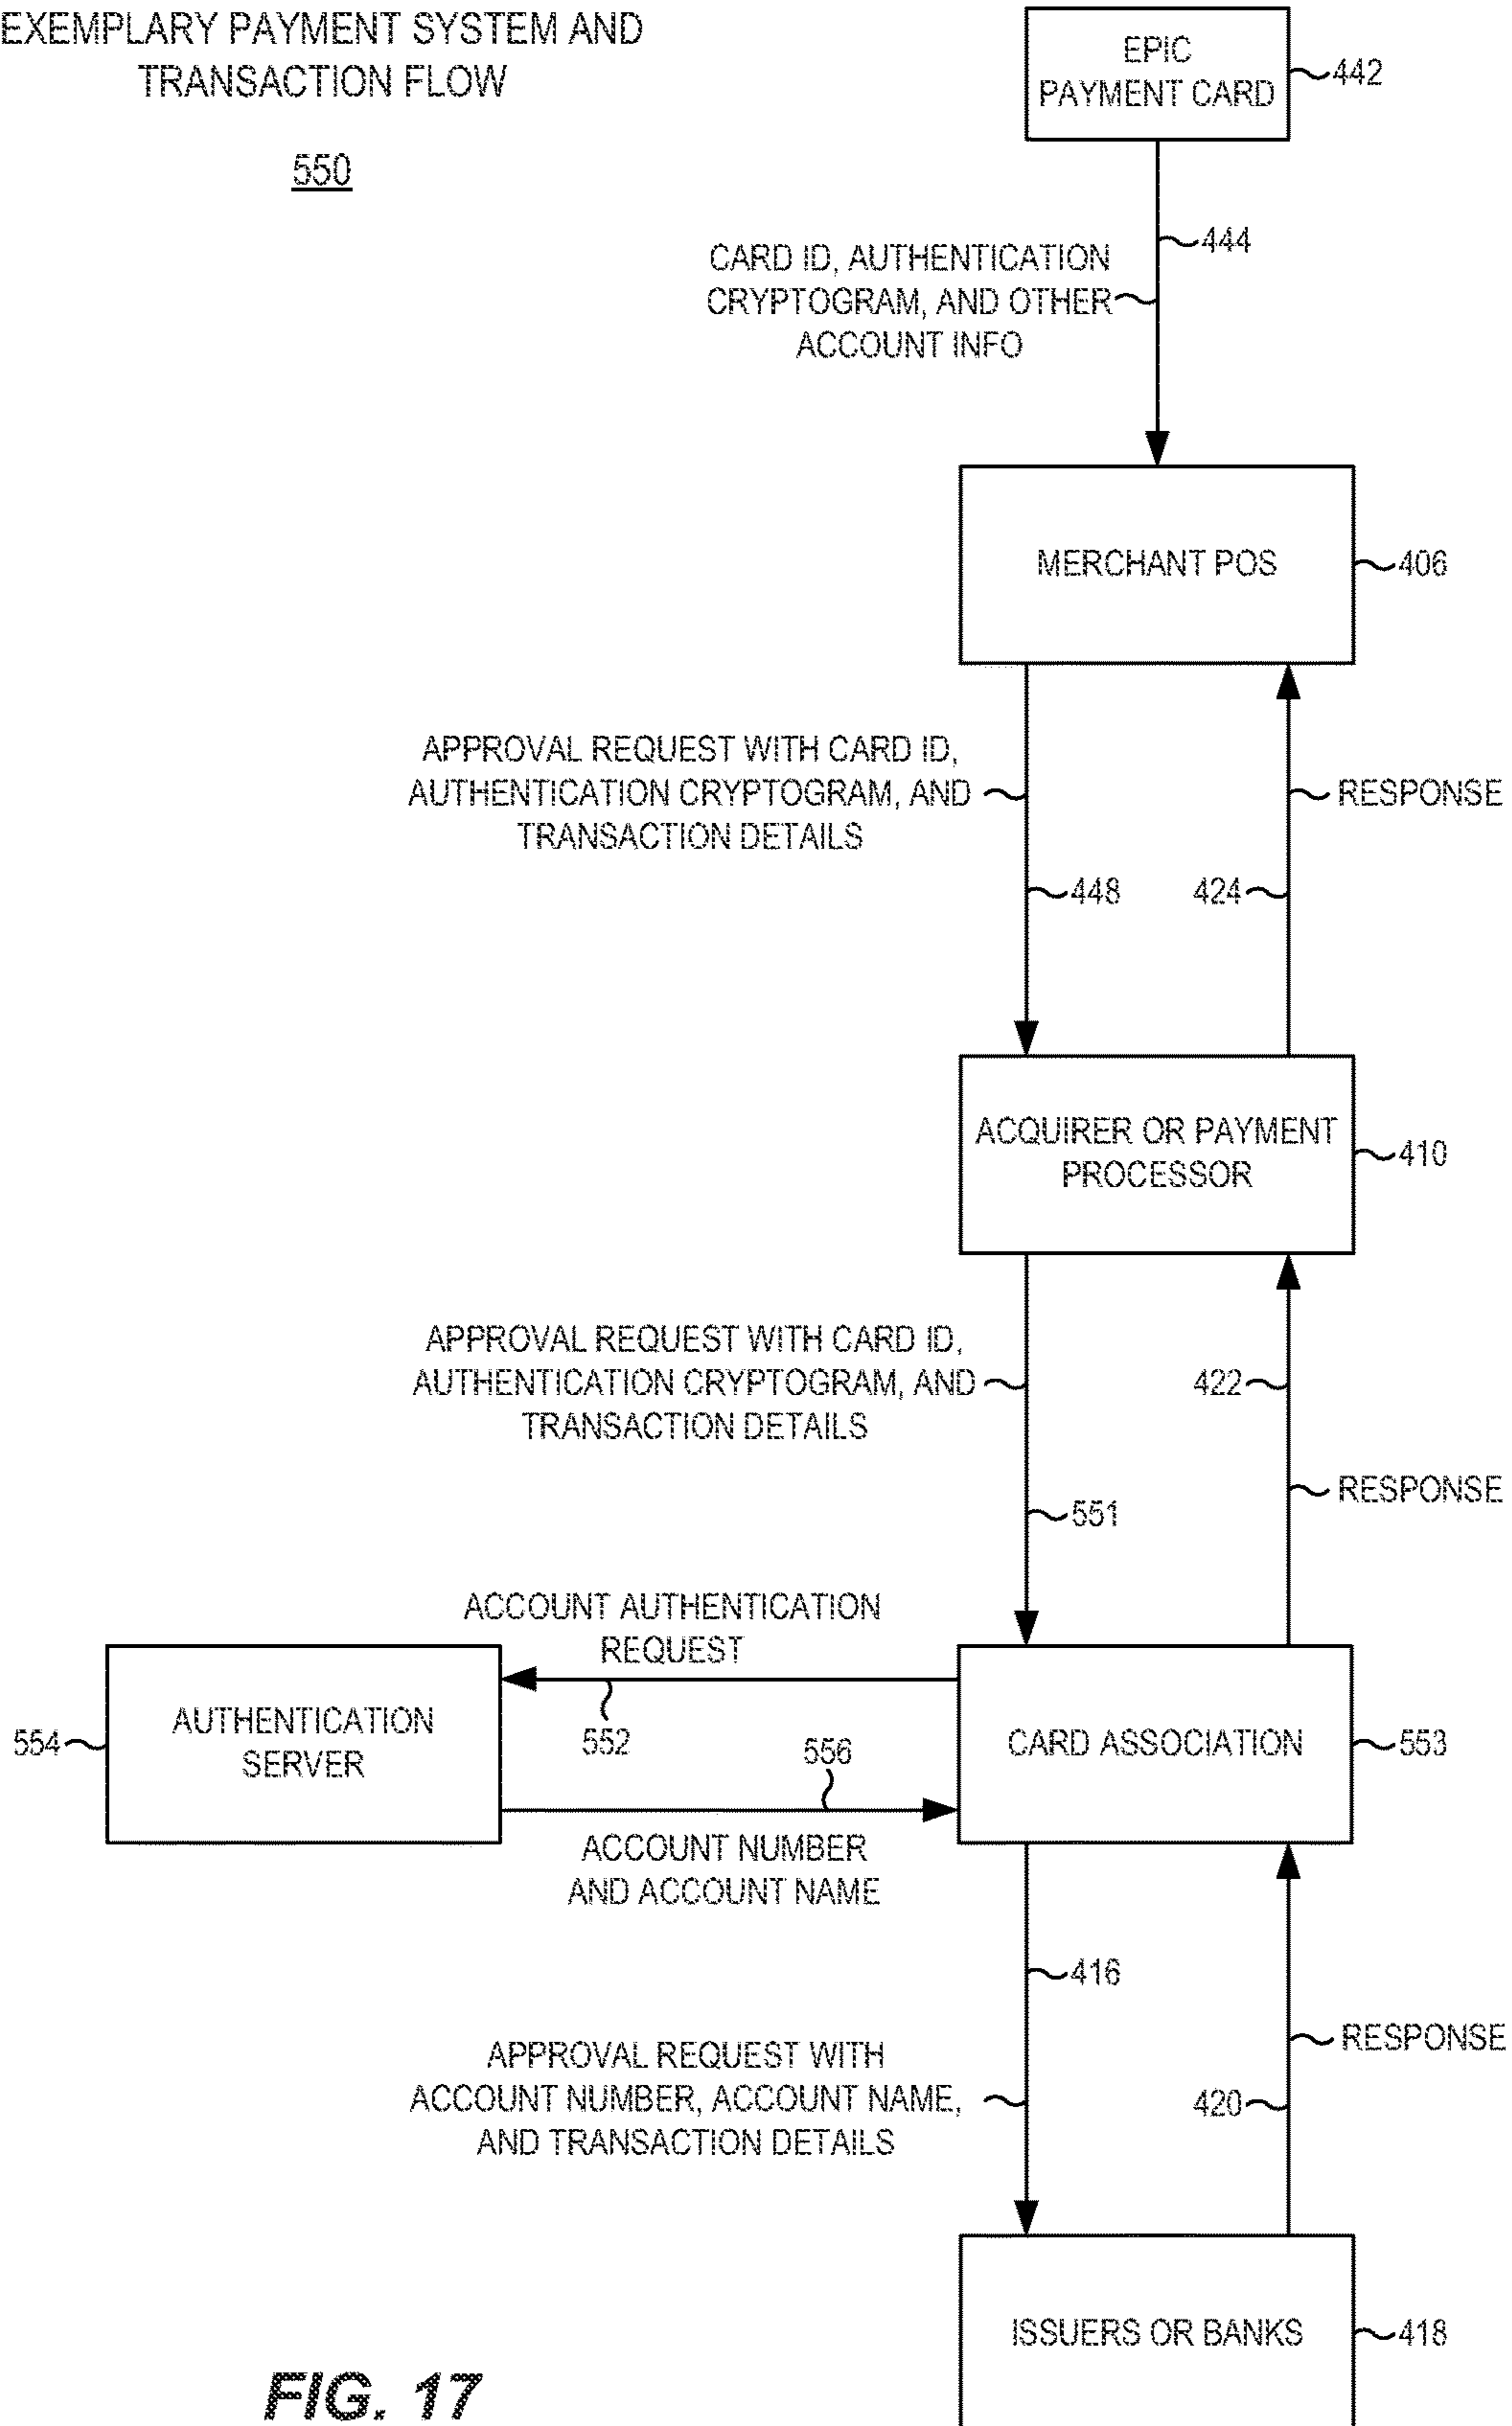 EXEMPLARY PAYMENT SYSTEM AND
TRANSACTION FLOW
550
EPIC
PAYMENT CARD
442
444
CARD ID, AUTHENTICATION
CRYPTOGRAM, AND OTHER
ACCOUNT INFO
MERCHANT POS
406
APPROVAL REQUEST WITH CARD ID,
AUTHENTICATION CRYPTOGRAM, AND
TRANSACTION DETAILS
RESPONSE
448
424
ACQUIRER OR PAYMENT
PROCESSOR
410
APPROVAL REQUEST WITH CARD ID,
AUTHENTICATION CRYPTOGRAM, AND
TRANSACTION DETAILS
422
RESPONSE
551
ACCOUNT AUTHENTICATION
REQUEST
AUTHENTICATION
SERVER
554
552
556
CARD ASSOCIATION
553
ACCOUNT NUMBER
AND ACCOUNT NAME
416
APPROVAL REQUEST WITH
ACCOUNT NUMBER, ACCOUNT NAME,
AND TRANSACTION DETAILS
RESPONSE
420
ISSUERS OR BANKS
418
FIG. 17